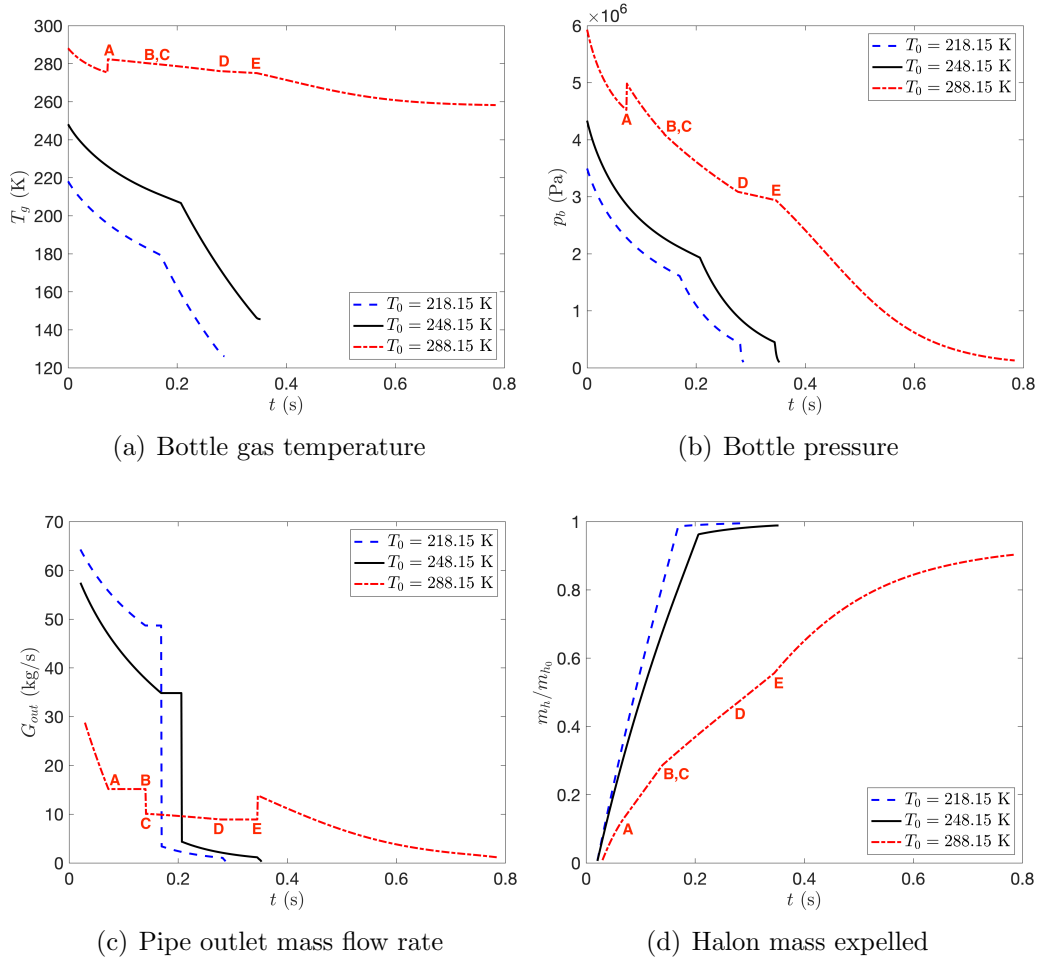 300
280
260
240
220
200
180
160
140
120
T_g (K)
A
B,C
D
E
T_0 = 218.15 K
T_0 = 248.15 K
T_0 = 288.15 K
0 0.2 0.4 0.6 0.8
t (s)
(a) Bottle gas temperature
×10^6
6
5
4
3
2
1
0
p_b (Pa)
T_0 = 218.15 K
T_0 = 248.15 K
T_0 = 288.15 K
A
B,C
D
E
0 0.2 0.4 0.6 0.8
t (s)
(b) Bottle pressure
70
60
50
40
30
20
10
0
G_{out} (kg/s)
T_0 = 218.15 K
T_0 = 248.15 K
T_0 = 288.15 K
A
B
C
D
E
0 0.2 0.4 0.6 0.8
t (s)
(c) Pipe outlet mass flow rate
1
0.8
0.6
0.4
0.2
0
m_h/m_{h_0}
E
D
B,C
A
T_0 = 218.15 K
T_0 = 248.15 K
T_0 = 288.15 K
0 0.2 0.4 0.6 0.8
t (s)
(d) Halon mass expelled